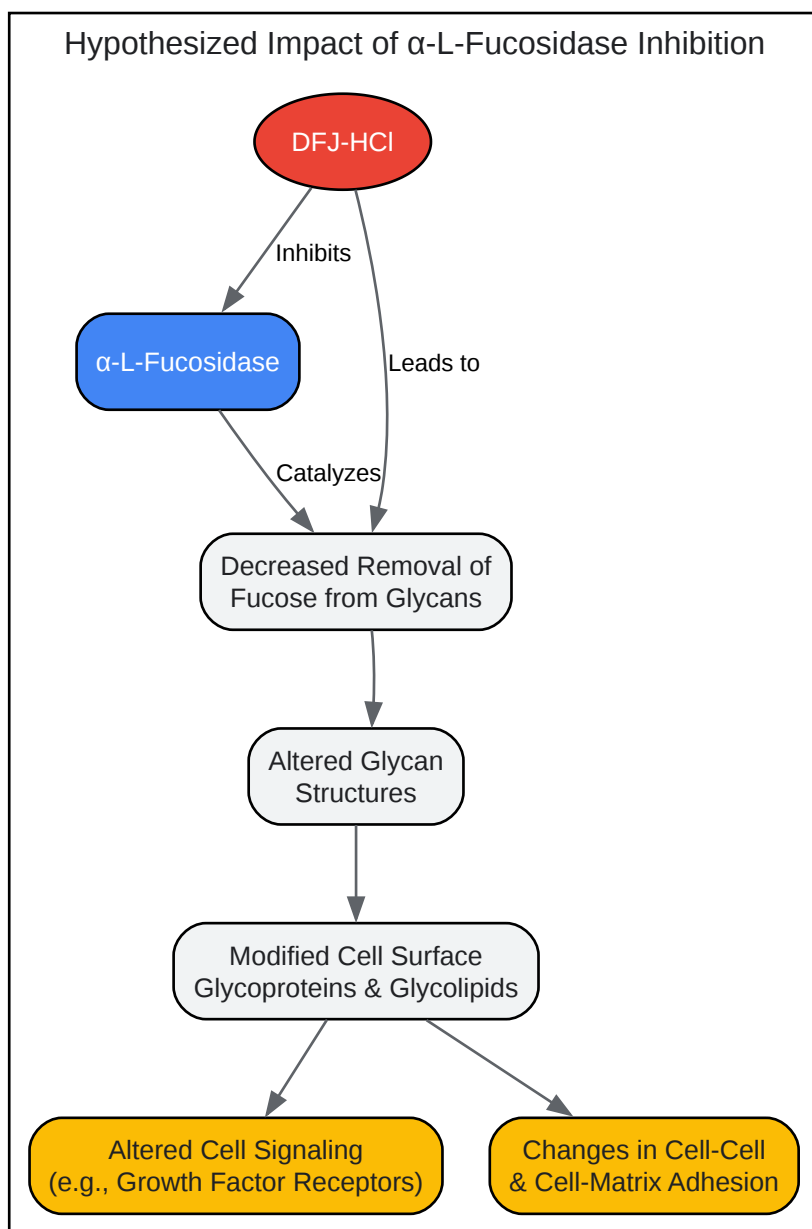 Hypothesized Impact of α-L-Fucosidase Inhibition
DFJ-HCl
Inhibits
α-L-Fucosidase
Leads to
Catalyzes
Decreased Removal of
Fucose from Glycans
Altered Glycan
Structures
Modified Cell Surface
Glycoproteins & Glycolipids
Altered Cell Signaling
(e.g., Growth Factor Receptors)
Changes in Cell-Cell
& Cell-Matrix Adhesion